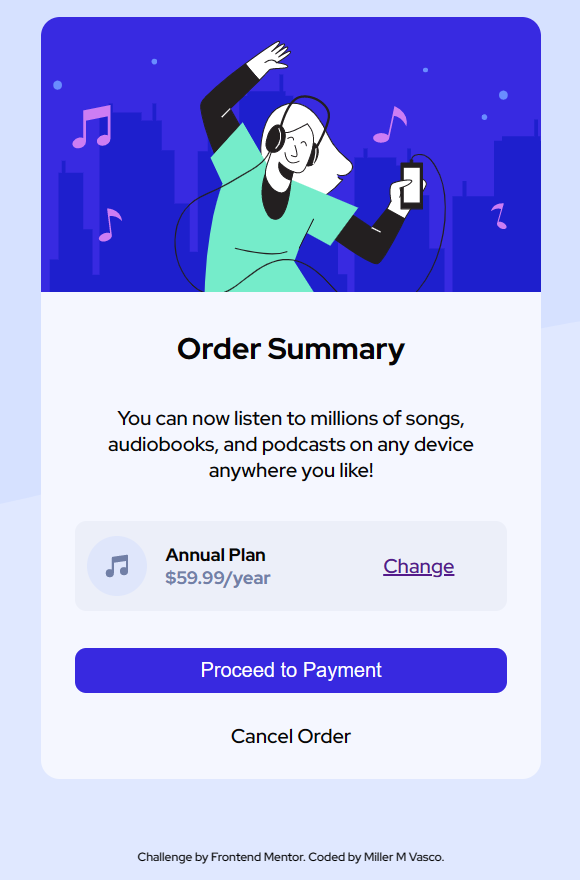 Order Summary
You can now listen to millions of songs,
audiobooks, and podcasts on any device
anywhere you like!
Annual Plan
$59.99/year
Change
Proceed to Payment
Cancel Order
Challenge by Frontend Mentor. Coded by Miller M Vasco.